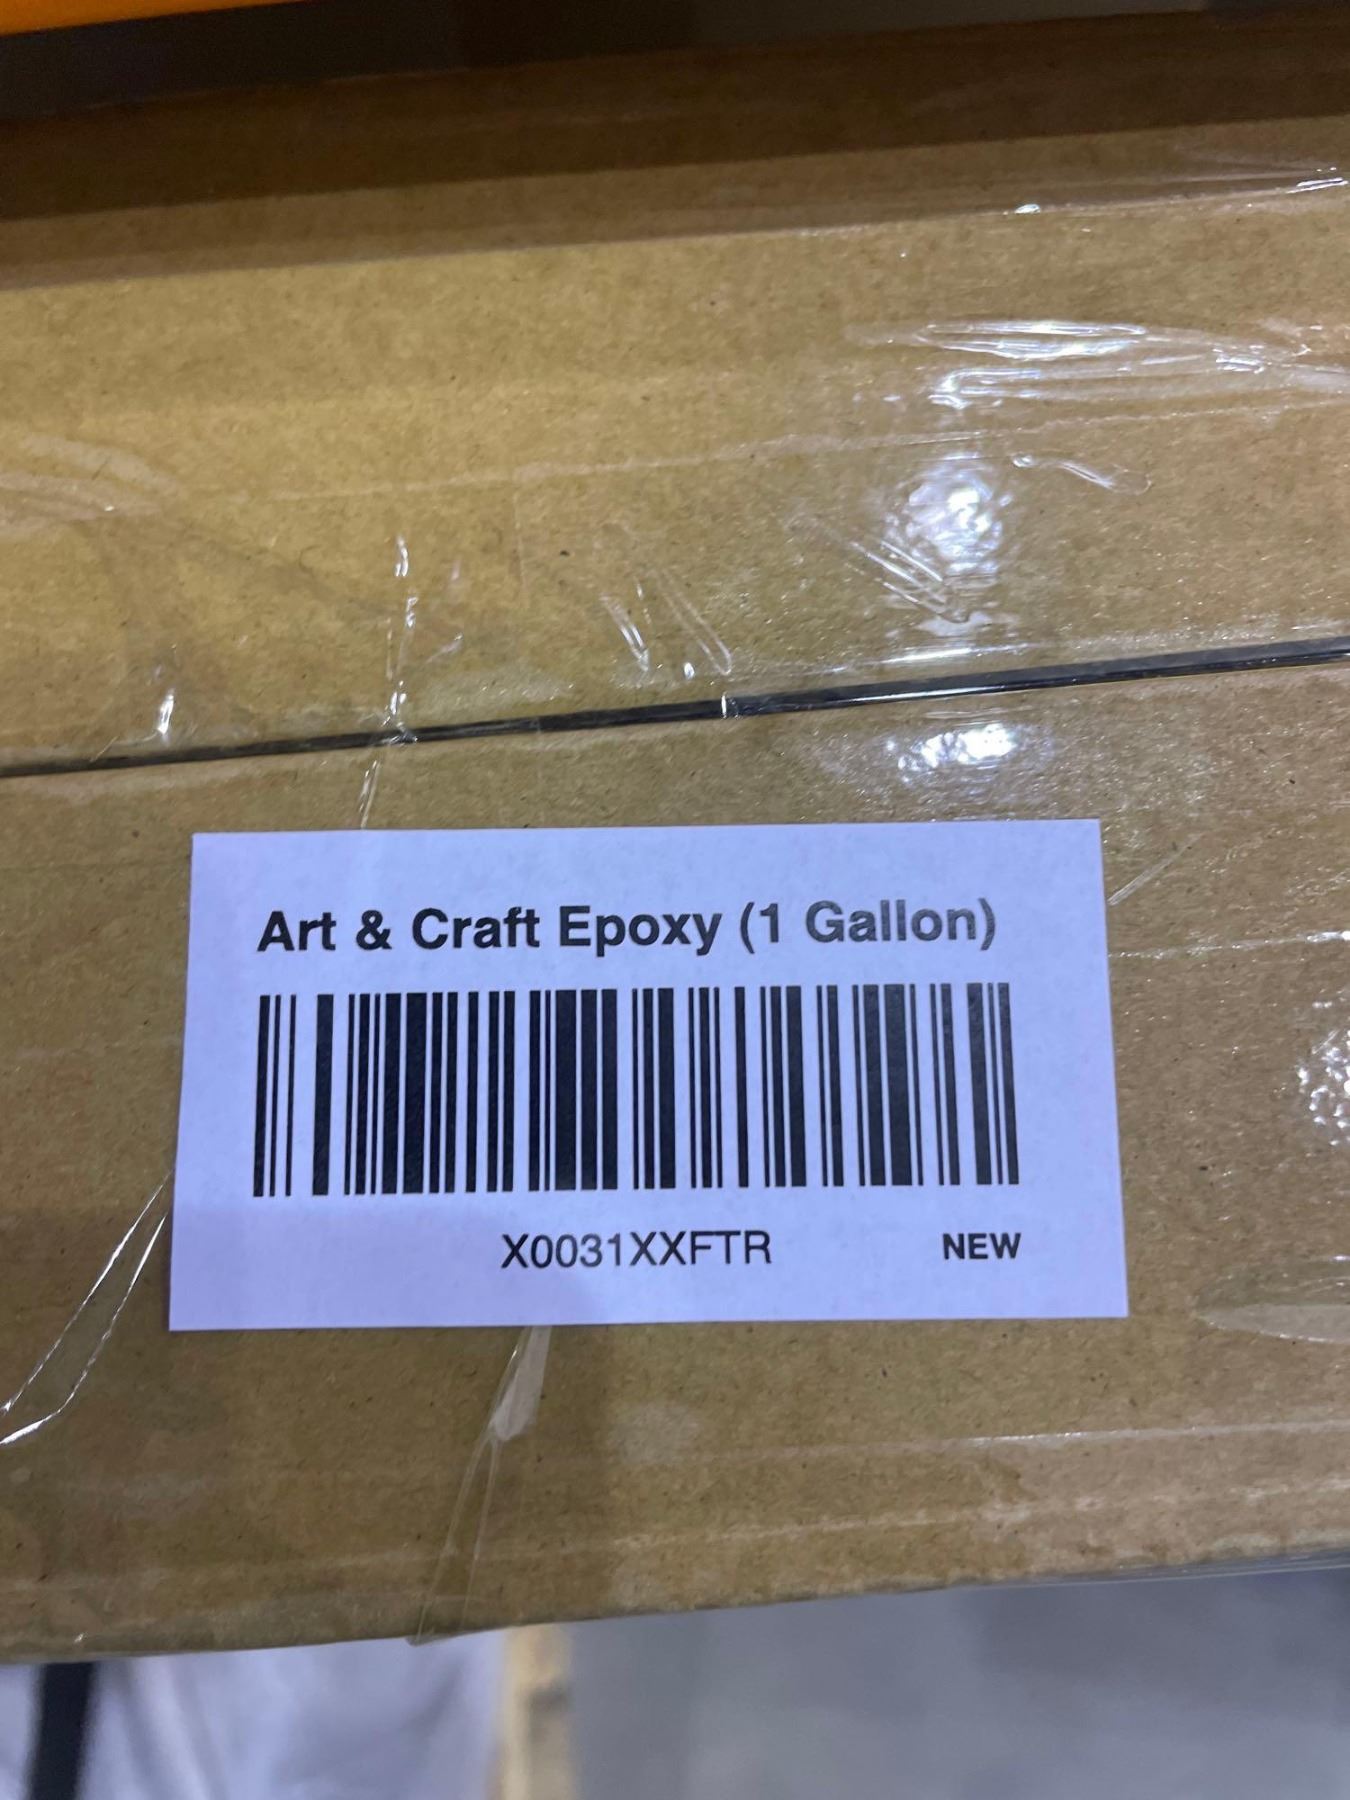 Art & Craft Epoxy (1 Gallon)
X0031XXFTR
NEW